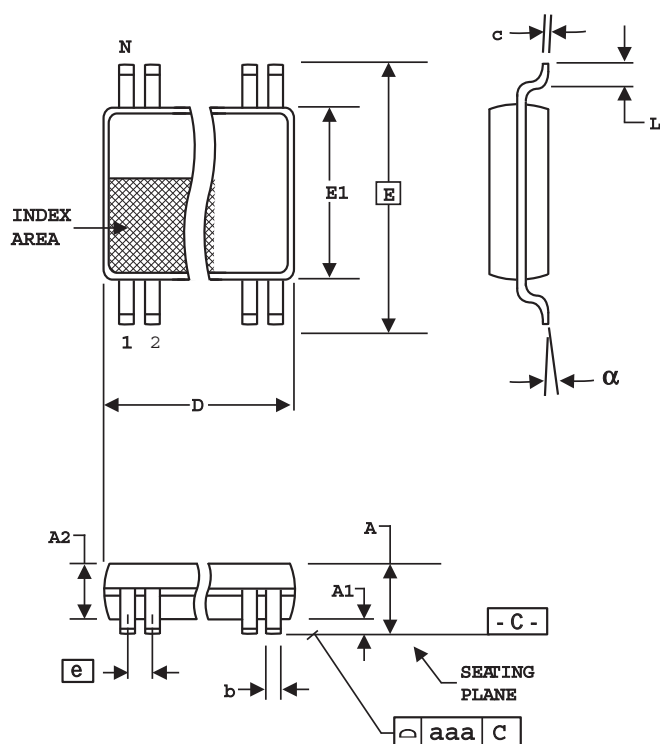 N
c
L
E1
E
INDEX
AREA
1 2
D
α
A2
A
A1
-C-
e
b
SEATING
PLANE
aaa C